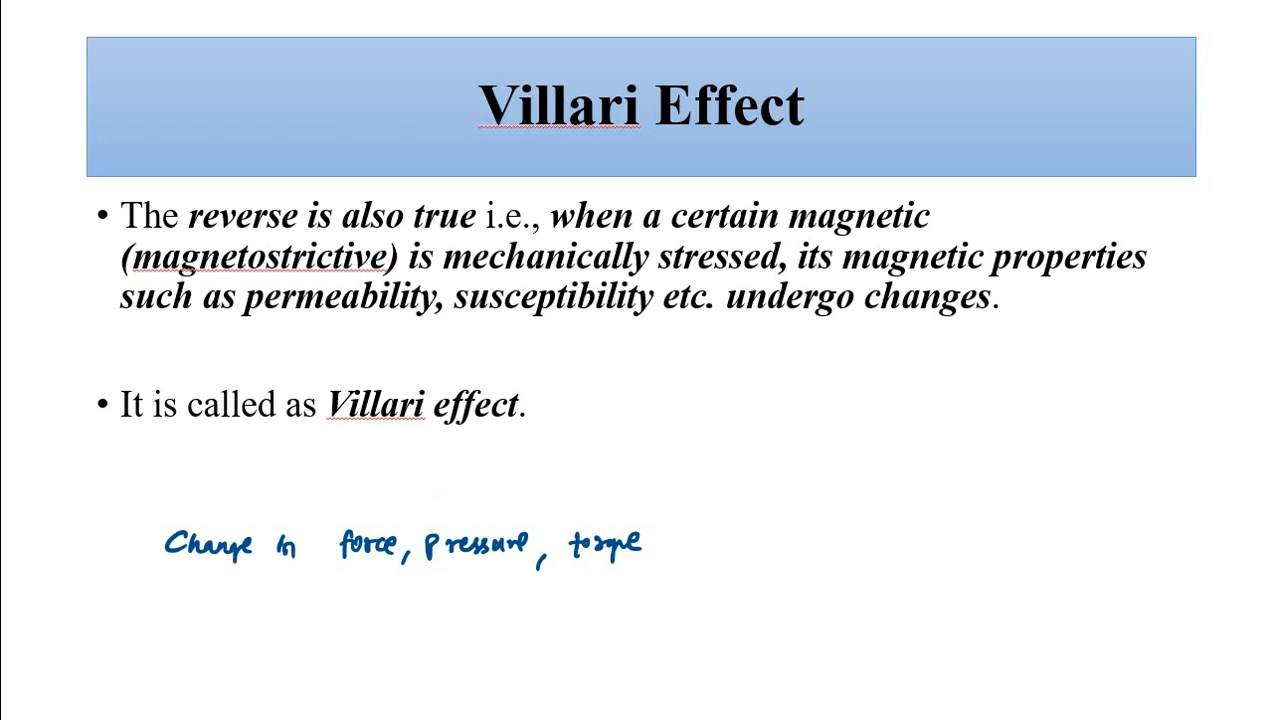 Villari Effect
• The reverse is also true i.e., when a certain magnetic
(magnetostrictive) is mechanically stressed, its magnetic properties
such as permeability, susceptibility etc. undergo changes.
• It is called as Villari effect.
Change in force, pressure, torque